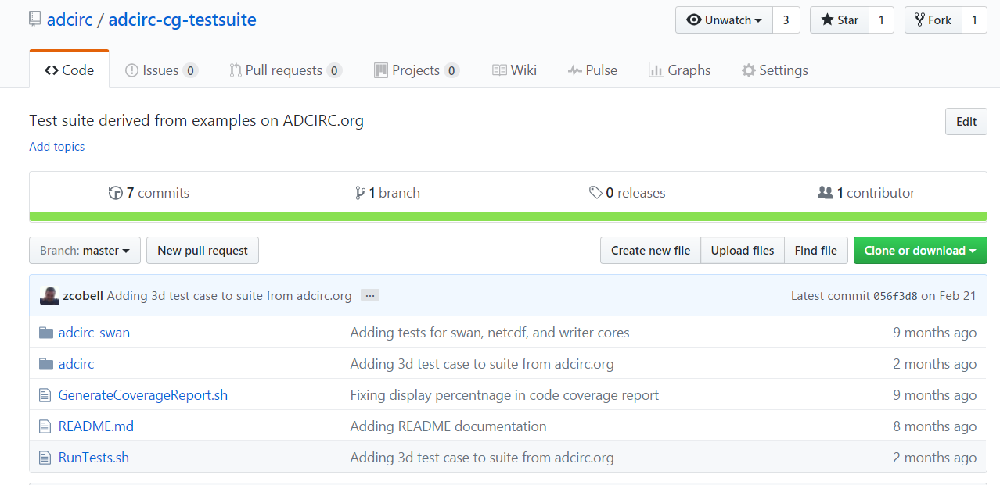 adcirc / adcirc-cg-testsuite
Unwatch 3 Star 1 Fork 1
Code Issues 0 Pull requests 0 Projects 0 Wiki Pulse Graphs Settings
Test suite derived from examples on ADCIRC.org
Edit
Add topics
7 commits 1 branch 0 releases 1 contributor
Branch: master New pull request Create new file Upload files Find file Clone or download
zcobell Adding 3d test case to suite from adcirc.org ... Latest commit 056f3d8 on Feb 21
adcirc-swan Adding tests for swan, netcdf, and writer cores 9 months ago
adcirc Adding 3d test case to suite from adcirc.org 2 months ago
GenerateCoverageReport.sh Fixing display percentnage in code coverage report 9 months ago
README.md Adding README documentation 8 months ago
RunTests.sh Adding 3d test case to suite from adcirc.org 2 months ago